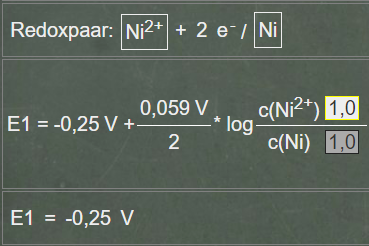 Redoxpaar: Ni²⁺ + 2 e⁻ / Ni
E1 = -0,25 V + 0,059 V / 2 * log c(Ni²⁺) 1,0 / c(Ni) 1,0
E1 = -0,25 V